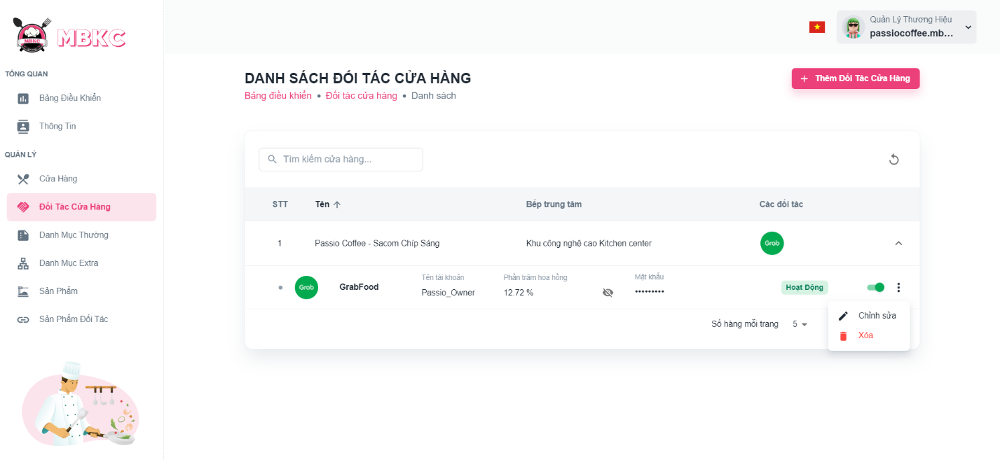 MBKC
MBKC
Quản Lý Thương Hiệu
passiocoffee.mb...
TỔNG QUAN
Bảng Điều Khiển
Thông Tin
QUẢN LÝ
Cửa Hàng
Đối Tác Cửa Hàng
Danh Mục Thường
Danh Mục Extra
Sản Phẩm
Sản Phẩm Đối Tác
DANH SÁCH ĐỐI TÁC CỬA HÀNG
Bảng điều khiển • Đối tác cửa hàng • Danh sách
+ Thêm Đối Tác Cửa Hàng
Tìm kiếm cửa hàng...
STT Tên Bếp trung tâm Các đối tác
1 Passio Coffee - Sacom Chíp Sáng Khu công nghệ cao Kitchen center Grab
Tên tài khoản Phần trăm hoa hồng Mật khẩu
Grab GrabFood Passio_Owner 12.72 % ••••••••• Hoạt Động
Số hàng mỗi trang 5
Chỉnh sửa
Xóa